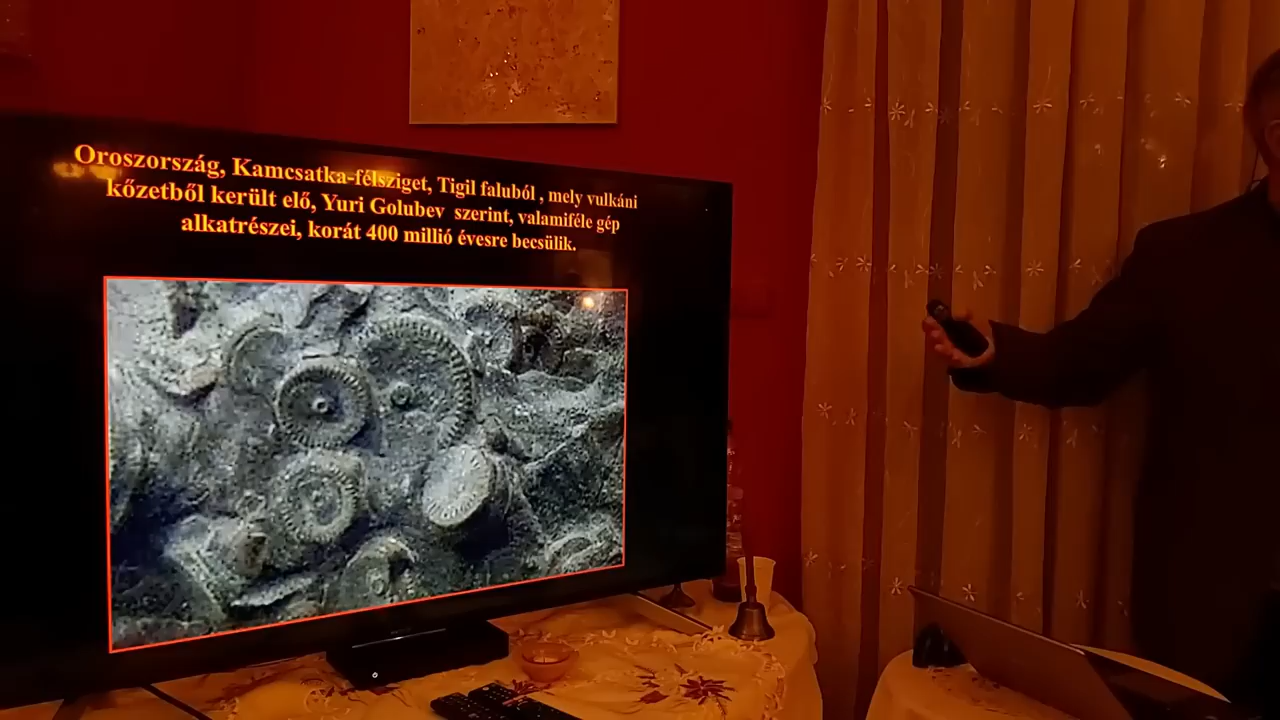 Oroszország, Kamcsatka-félsziget, Tigil faluból , mely vulkáni
kőzetből került elő, Yuri Golubev szerint, valamiféle gép
alkatrészei, korát 400 millió évesre becsülik.